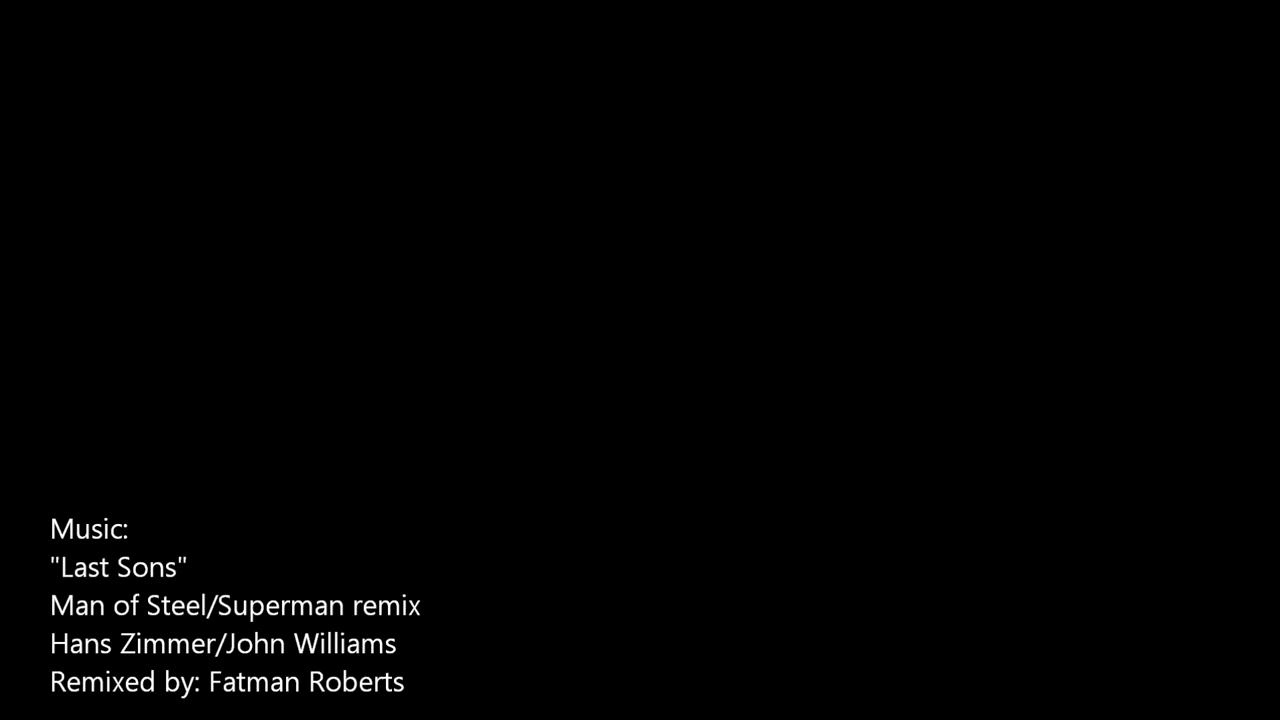 Music:
"Last Sons"
Man of Steel/Superman remix
Hans Zimmer/John Williams
Remixed by: Fatman Roberts